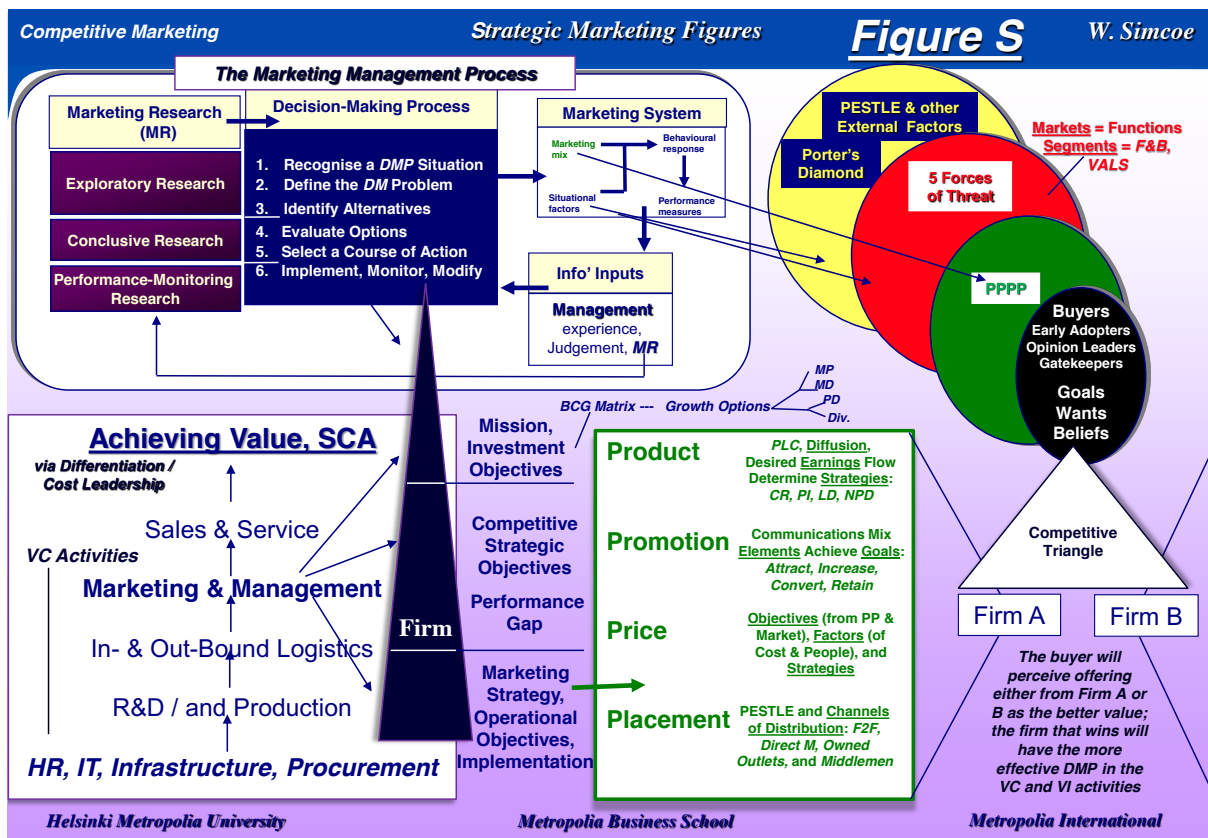 Competitive Marketing
Strategic Marketing Figures
Figure S
W. Simcoe
The Marketing Management Process
Marketing Research
(MR)
Exploratory Research
Conclusive Research
Performance-Monitoring
Research
Decision-Making Process
1. Recognise a DMP Situation
2. Define the DM Problem
3. Identify Alternatives
4. Evaluate Options
5. Select a Course of Action
6. Implement, Monitor, Modify
Marketing System
Marketing
mix
Behavioural
response
Situational
factors
Performance
measures
Info' Inputs
Management
experience,
Judgement, MR
PESTLE & other
External Factors
Porter's
Diamond
Markets = Functions
Segments = F&B,
VALS
5 Forces
of Threat
PPPP
Buyers
Early Adopters
Opinion Leaders
Gatekeepers
Goals
Wants
Beliefs
Competitive
Triangle
Firm A
Firm B
The buyer will
perceive offering
either from Firm A or
B as the better value;
the firm that wins will
have the more
effective DMP in the
VC and VI activities
Achieving Value, SCA
via Differentiation /
Cost Leadership
Sales & Service
VC Activities
Marketing & Management
In- & Out-Bound Logistics
R&D / and Production
HR, IT, Infrastructure, Procurement
Firm
BCG Matrix --- Growth Options
MP
MD
PD
Div.
Mission,
Investment
Objectives
Competitive
Strategic
Objectives
Performance
Gap
Marketing
Strategy,
Operational
Objectives,
Implementation
Product
PLC, Diffusion,
Desired Earnings Flow
Determine Strategies:
CR, PI, LD, NPD
Promotion
Communications Mix
Elements Achieve Goals:
Attract, Increase,
Convert, Retain
Price
Objectives (from PP &
Market), Factors (of
Cost & People), and
Strategies
Placement
PESTLE and Channels
of Distribution: F2F,
Direct M, Owned
Outlets, and Middlemen
Helsinki Metropolia University
Metropolia Business School
Metropolia International